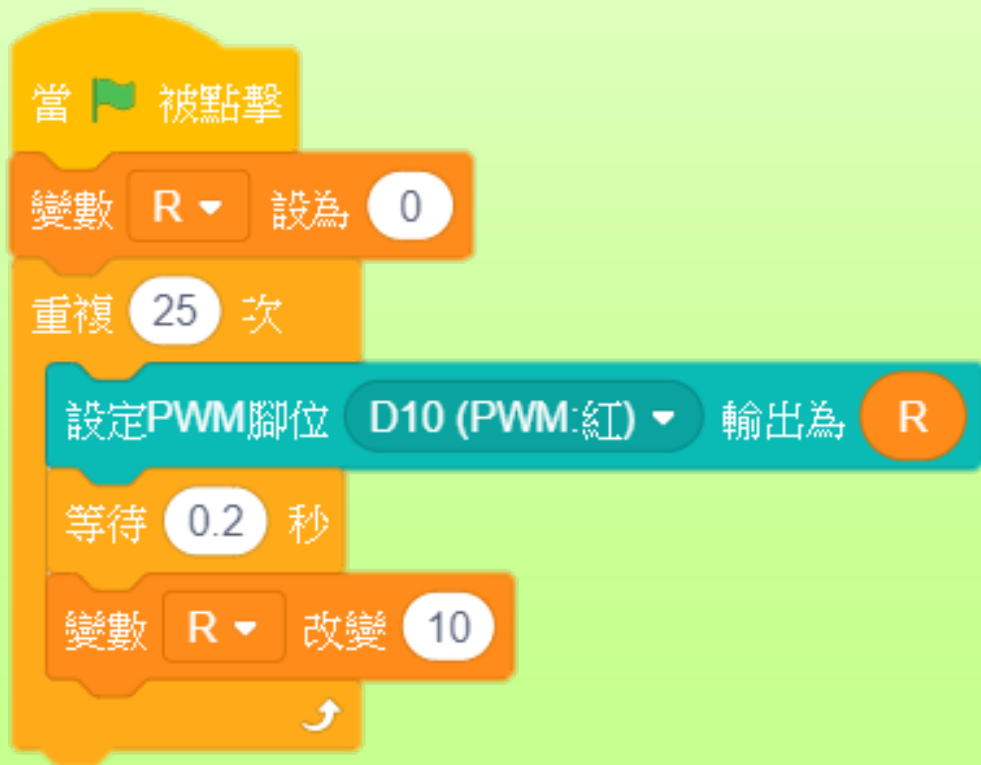 當 被點擊
變數 R 設為 0
重複 25 次
設定PWM腳位 D10 (PWM:紅) 輸出為 R
等待 0.2 秒
變數 R 改變 10